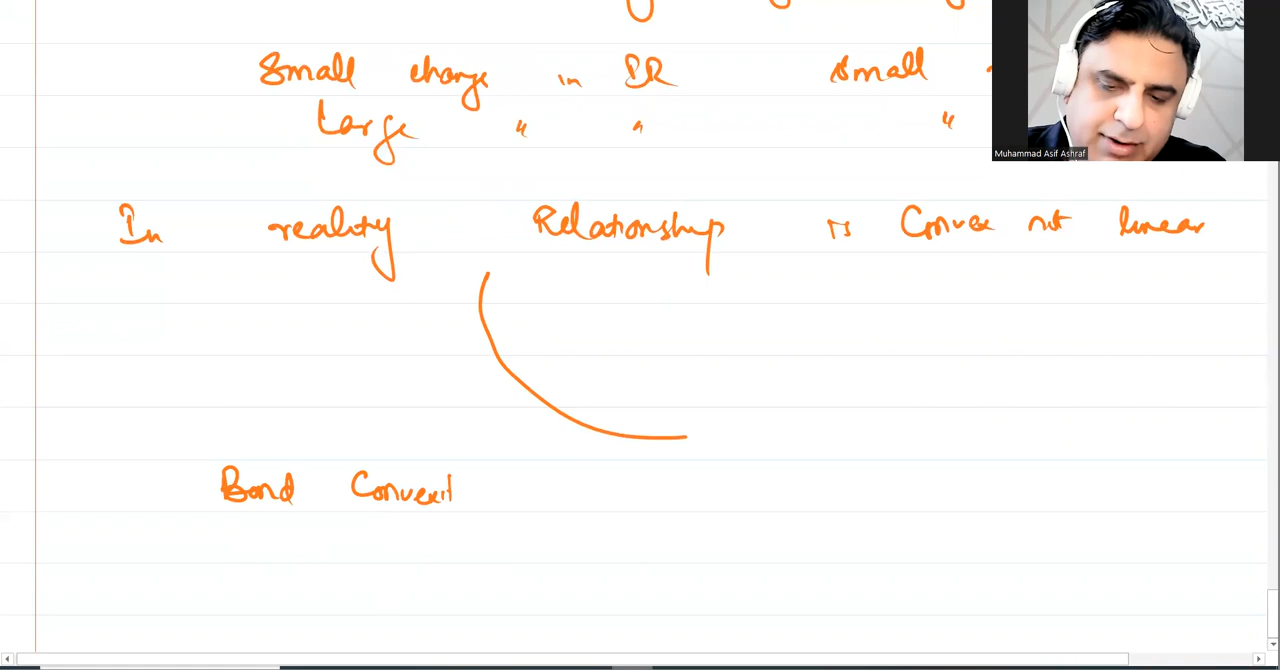 Small change in IR small
Large " " "
Muhammad Asif Ashraf
In reality Relationship is Convex not linear
Bond Convexit